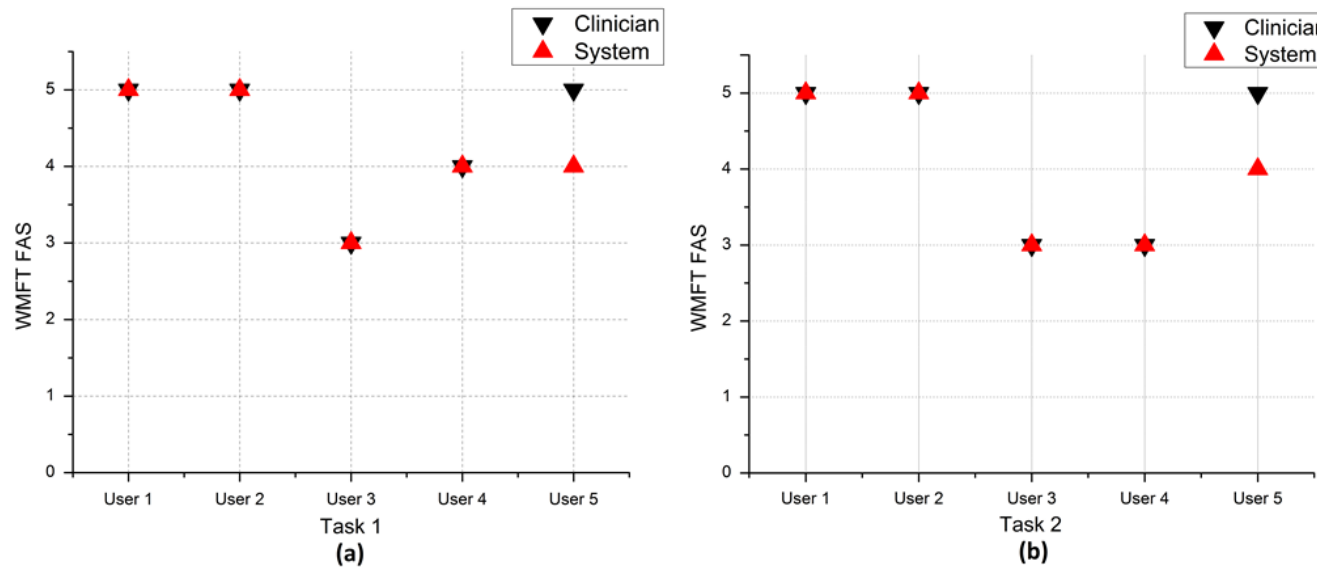 Clinician
System
5
4
3
2
1
0
WMFT FAS
User 1 User 2 User 3 User 4 User 5
Task 1
(a)
Clinician
System
5
4
3
2
1
0
WMFT FAS
User 1 User 2 User 3 User 4 User 5
Task 2
(b)